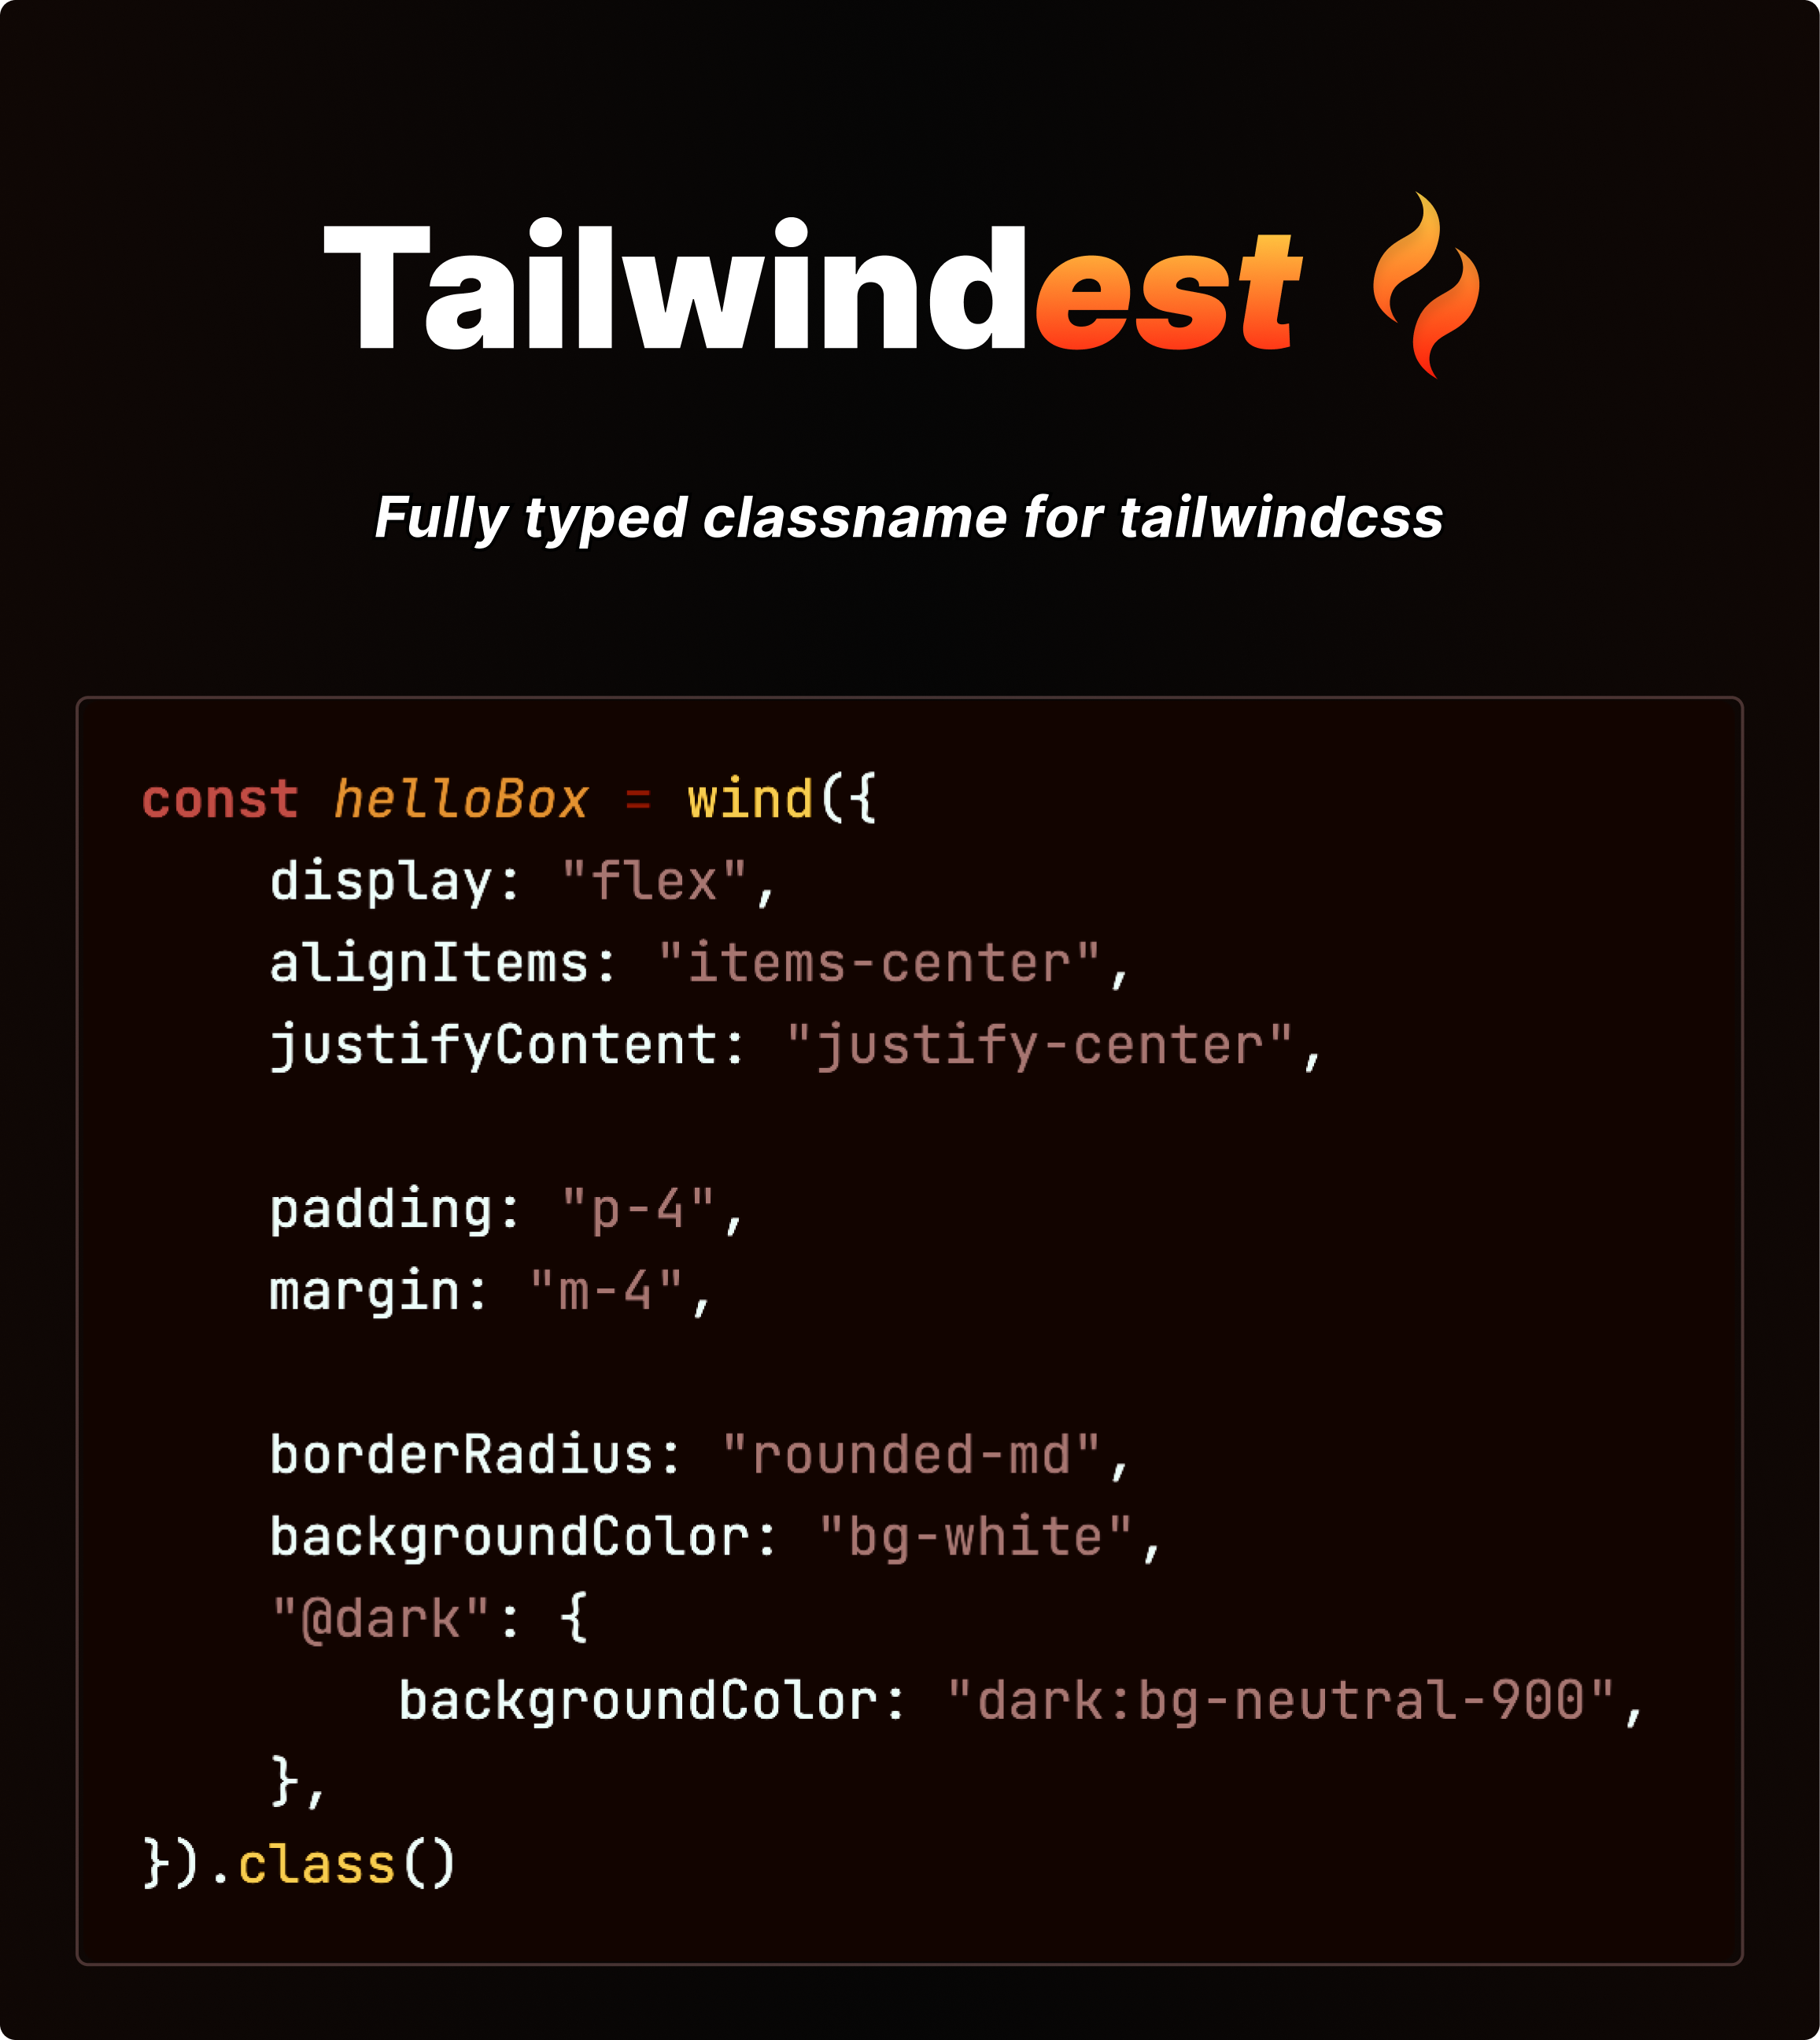 Tailwindest
Fully typed classname for tailwindcss
const helloBox = wind({
    display: "flex",
    alignItems: "items-center",
    justifyContent: "justify-center",

    padding: "p-4",
    margin: "m-4",

    borderRadius: "rounded-md",
    backgroundColor: "bg-white",
    "@dark": {
        backgroundColor: "dark:bg-neutral-900",
    },
}).class()